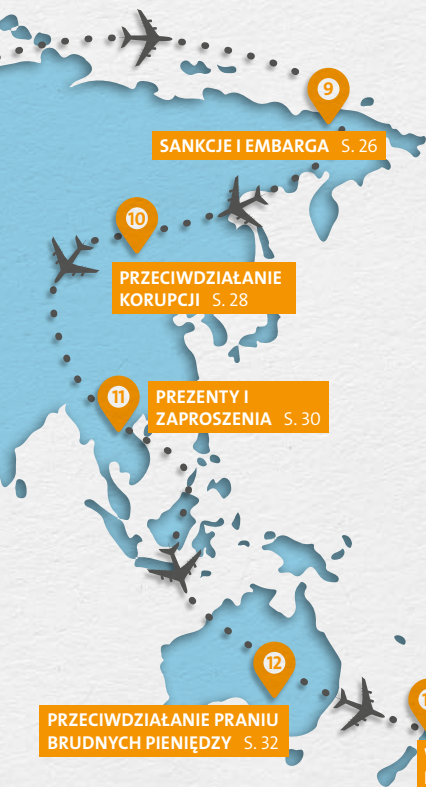 9
SANKCJE I EMBARGA S. 26
10
PRZECIWDZIAŁANIE
KORUPCJI S. 28
11
PREZENTY I
ZAPROSZENIA S. 30
12
PRZECIWDZIAŁANIE PRANIU
BRUDNYCH PIENIĘDZY S. 32